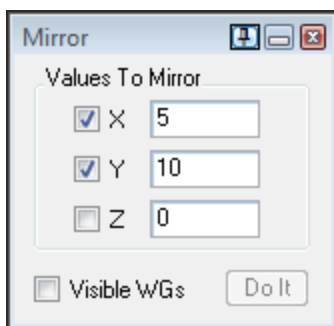 Mirror
Values To Mirror
X 5
Y 10
Z 0
Visible WGs Do It